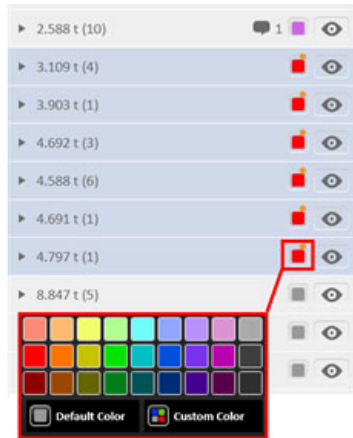 2.588 t (10) 1
3.109 t (4)
3.903 t (1)
4.692 t (3)
4.588 t (6)
4.691 t (1)
4.797 t (1)
8.847 t (5)
Default Color Custom Color